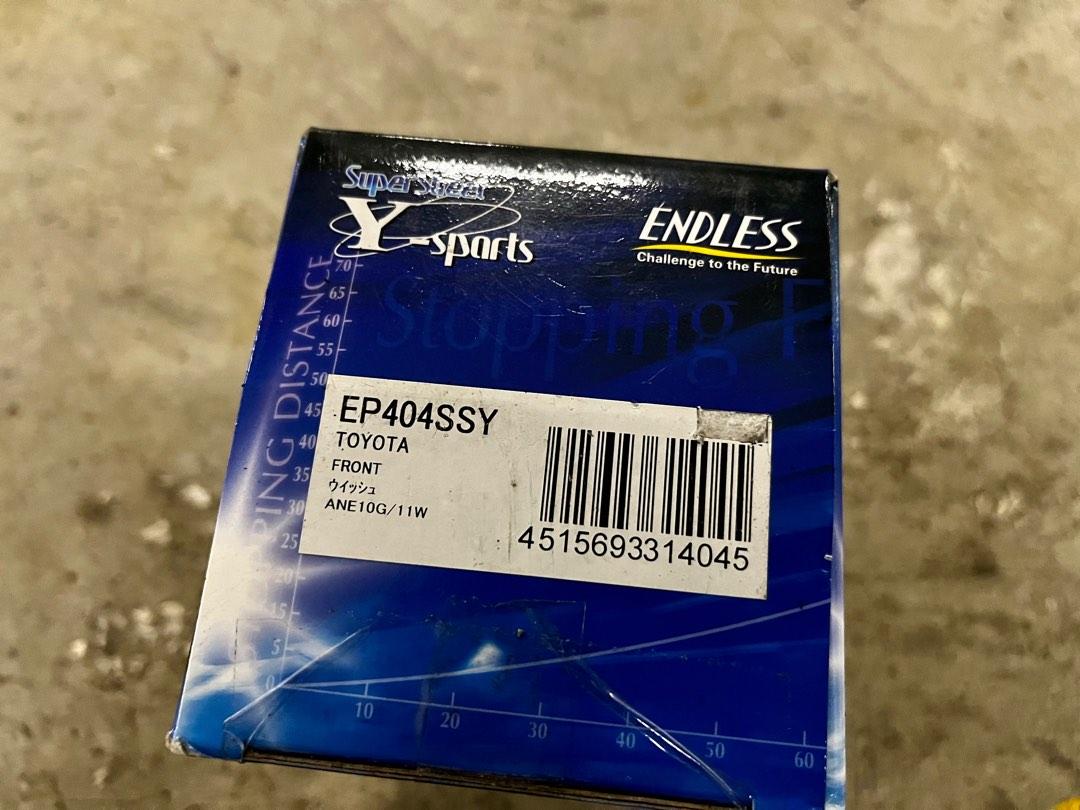 Super Street
Y-sports
ENDLESS
Challenge to the Future
Stopping
PING DISTANCE
70
65
60
55
50
45
40
35
30
25
20
15
5
0
10
20
30
40
50
60
EP404SSY
TOYOTA
FRONT
ウイッシュ
ANE10G/11W
4515693314045